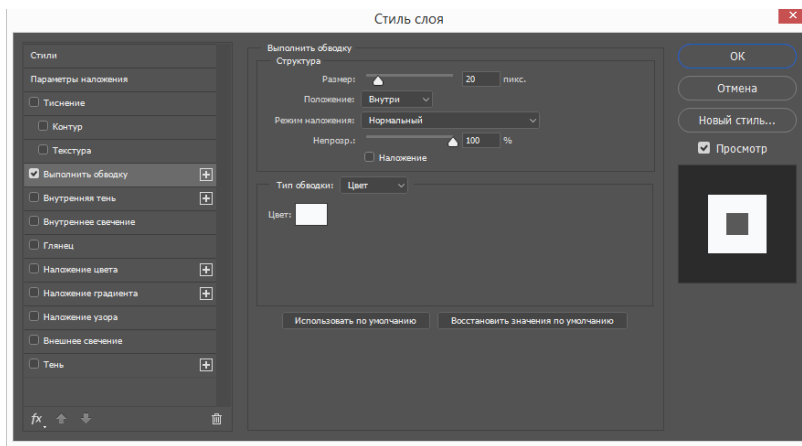 Стиль слоя
Стили
Параметры наложения
Тиснение
Контур
Текстура
Выполнить обводку
Внутренняя тень
Внутреннее свечение
Глянец
Наложение цвета
Наложение градиента
Наложение узора
Внешнее свечение
Тень
fx
Выполнить обводку
Структура
Размер: 20 пикс.
Положение: Внутри
Режим наложения: Нормальный
Непрозр.: 100 %
Наложение
Тип обводки: Цвет
Цвет:
Использовать по умолчанию Восстановить значения по умолчанию
OK
Отмена
Новый стиль...
Просмотр